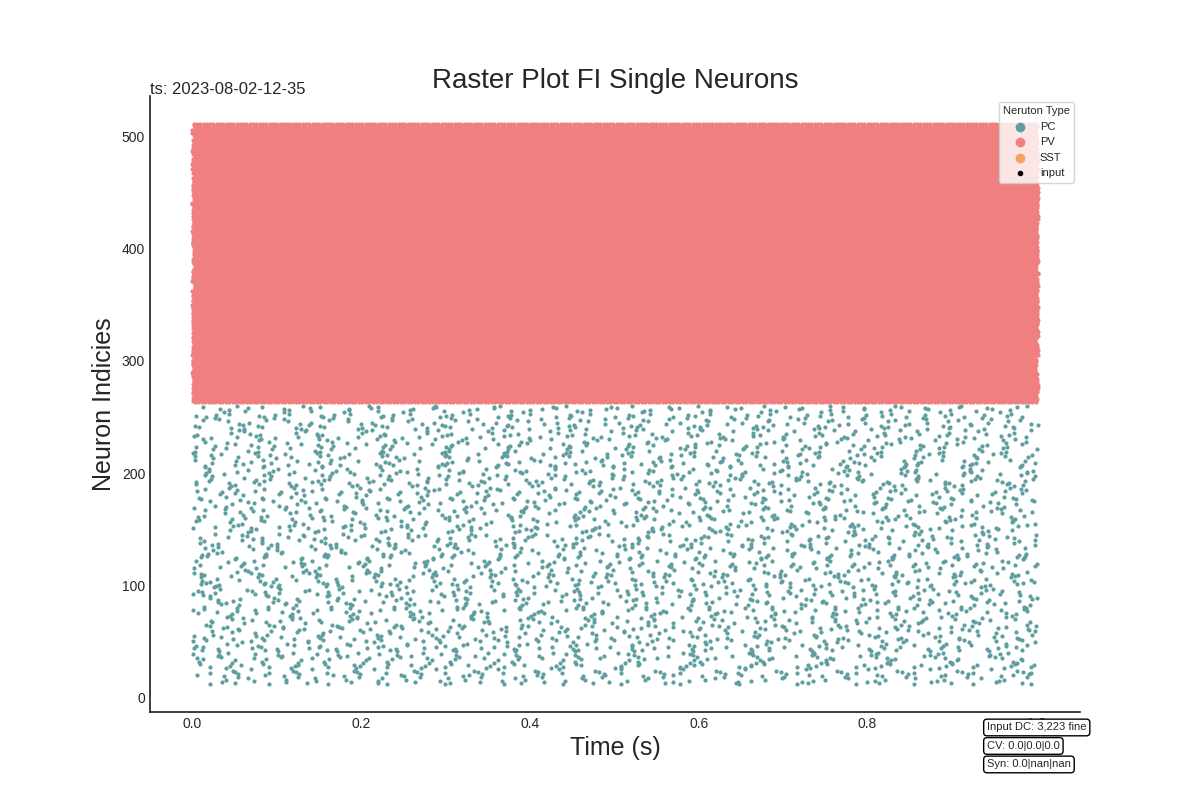 Raster Plot FI Single Neurons
ts: 2023-08-02-12-35
Neruton Type
PC
PV
SST
input
500
400
300
200
100
0
Neuron Indicies
0.0 0.2 0.4 0.6 0.8
Time (s)
Input DC: 3,223 fine
CV: 0.0|0.0|0.0
Syn: 0.0|nan|nan